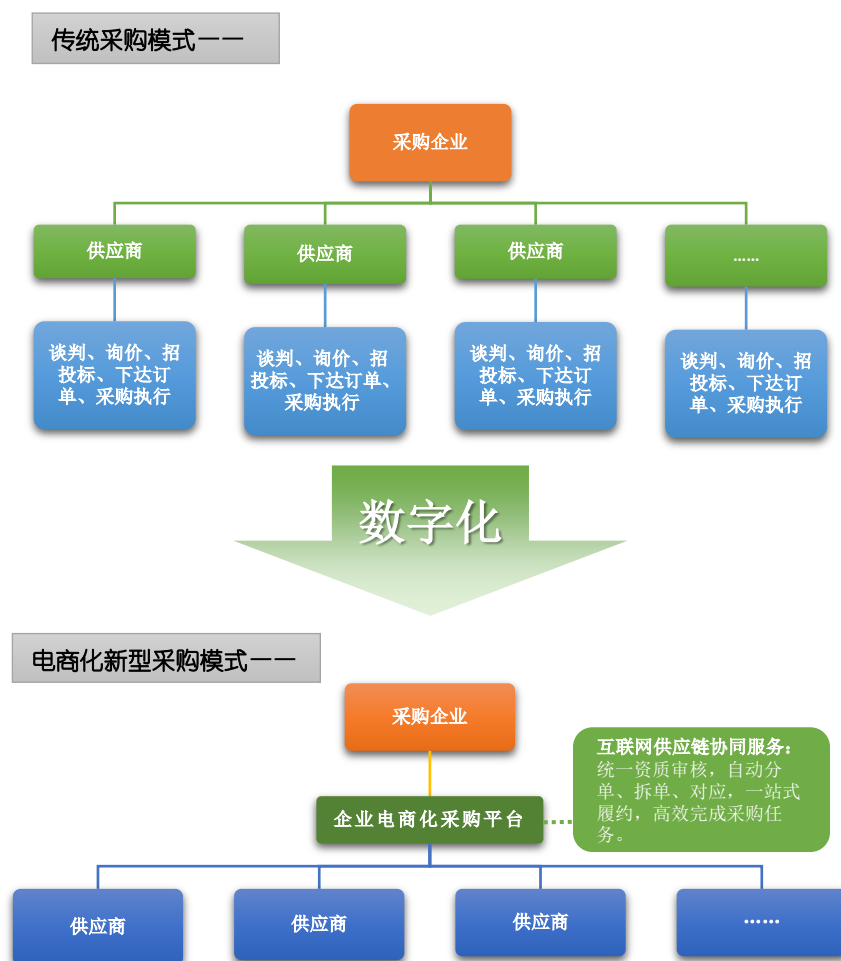 传统采购模式——
采购企业
供应商
供应商
供应商
……
谈判、询价、招
投标、下达订
单、采购执行
谈判、询价、招
投标、下达订单、
采购执行
谈判、询价、招
投标、下达订
单、采购执行
谈判、询价、招
投标、下达订
单、采购执行
数字化
电商化新型采购模式——
采购企业
互联网供应链协同服务：
统一资质审核，自动分
单、拆单、对应，一站式
履约，高效完成采购任
务。
企业电商化采购平台
供应商
供应商
供应商
……